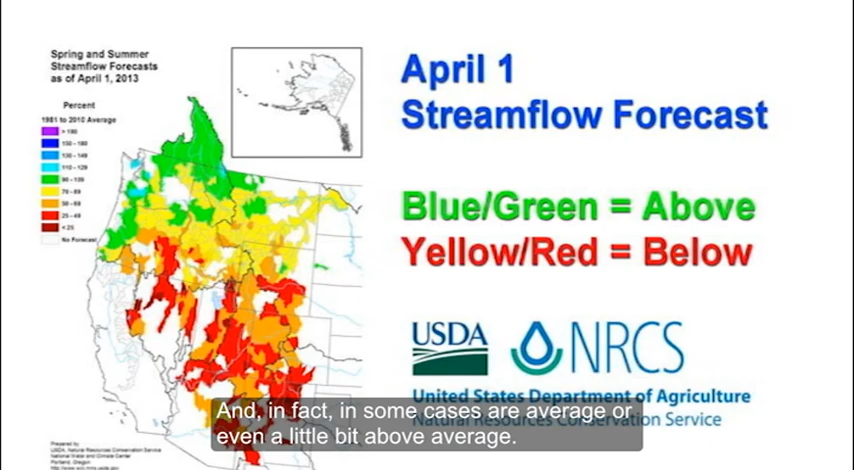 Spring and Summer
Streamflow Forecasts
as of April 1, 2013
Percent
1981 to 2010 Average
> 180
150 - 180
130 - 149
110 - 129
90 - 109
70 - 89
50 - 69
25 - 49
< 25
No Forecast
April 1
Streamflow Forecast
Blue/Green = Above
Yellow/Red = Below
USDA
NRCS
United States Department of Agriculture
Natural Resources Conservation Service
And, in fact, in some cases are average or
even a little bit above average.
Prepared by
USDA, Natural Resources Conservation Service
National Water and Climate Center
Portland, Oregon